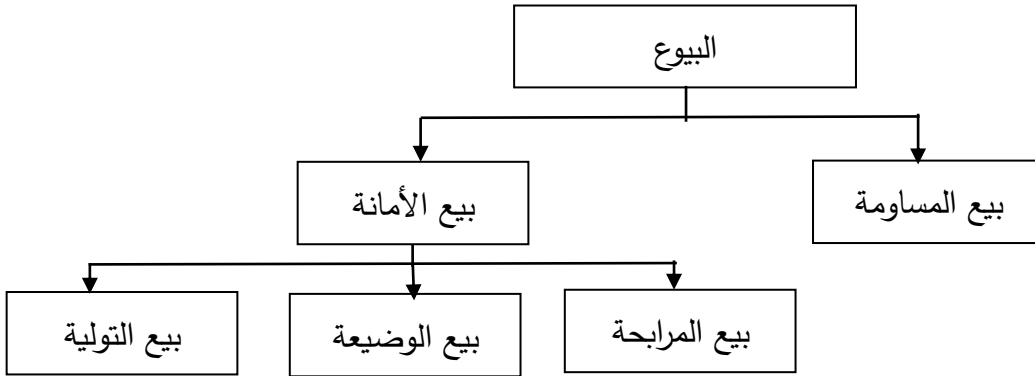 البيوع
بيع المساومة
بيع الأمانة
بيع المرابحة
بيع الوضيعة
بيع التولية